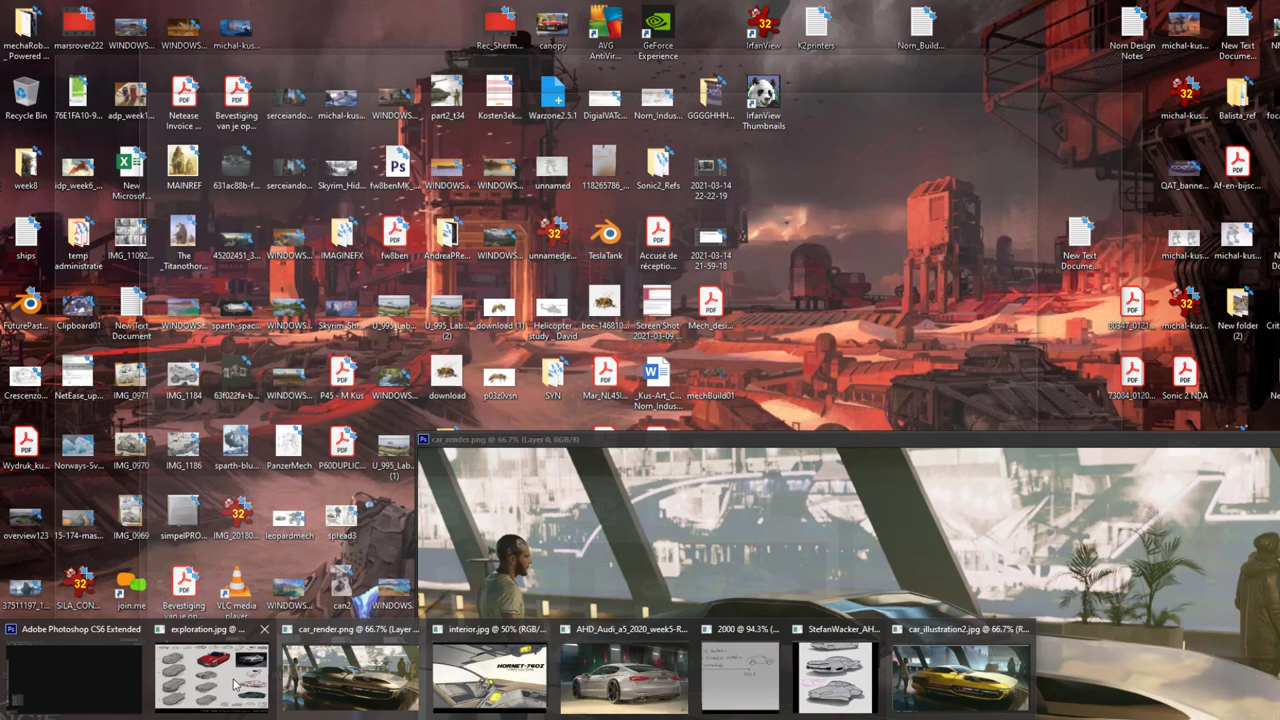 mechaRob...
_ Powered ...
marsrover222
WINDOWS...
WINDOWS...
michal-kus...
Rec_Sherm...
canopy
AVG
AntiVir...
GeForce
Experience
IrfanView
K2printers
Norn_Build...
Norn Design
Notes
michal-kus...
New Text
Docume...
Recycle Bin
76E1FA10-9...
adp_week1...
Netease
Invoice ...
Bevestiging
van je op...
serceiando...
michal-kus...
WINDOWS...
part2_t34
Kosten3ek...
Warzone2.5.1
DigialVATc...
Norn_Indus...
GGGHHH...
IrfanView
Thumbnails
michal-kus...
Balista_ref
week8
idp_week6_...
New
Microsof...
MAINREF
631ac88b-f...
serceiando...
Skyrim_Hid...
fw8benMK_...
WINDOWS...
WINDOWS...
unnamed
118265786_...
Sonic2_Refs
2021-03-14
22-22-19
QAT_banne...
Af-en-bijsc...
ships
temp
administratie
IMG_11092...
The
_Titanothor...
45202451_3...
WINDOWS...
IMAGINEFX
fw8ben
AndreaPRe...
WINDOWS...
unnamedje...
TeslaTank
Accusé de
réceptio...
2021-03-14
21-59-18
New Text
Docume...
michal-kus...
michal-kus...
FuturePast...
Clipboard01
New Text
Document
WINDOWS...
sparth-spac...
WINDOWS...
Skyrim_Shr...
U_995_Lab...
U_995_Lab...
(2)
download (1)
Helicopter
study_ David
bee-146810...
Screen Shot
2021-03-09...
Mech_desi...
80347_0121...
michal-kus...
New folder
(2)
Crescenzo...
NetEase_up...
IMG_0971
IMG_1184
63f022fa-b...
WINDOWS...
P45 - M Kus
WINDOWS...
download
p03z0vsn
SYN
Mar_NL45I...
_Kus-Art_C...
Norn_Indus...
mechBuild01
73084_0120...
Sonic 2 NDA
Wydruk_ku...
Norways-Sv...
IMG_0970
IMG_1186
sparth-blu...
PanzerMech
P60DUPLIC...
U_995_Lab...
(1)
car_render.png @ 66.7% (Layer 0, RGB/8)
overview123
15-174-mas...
IMG_0969
simpelPRO...
IMG_20180...
leopardmech
spread3
37511197_1...
SILA_CON...
join.me
Bevestiging
van je op...
VLC media
player
WINDOWS...
can2
WINDOWS...
Adobe Photoshop CS6 Extended
exploration.jpg @ ...
car_render.png @ 66.7% (Layer ...
interior.jpg @ 50% (RGB/...
AHD_Audi_a5_2020_week5-R...
2000 @ 94.3% (...
StefanWacker_AH...
car_illustration2.jpg @ 66.7% (R...
HORNET-760Z